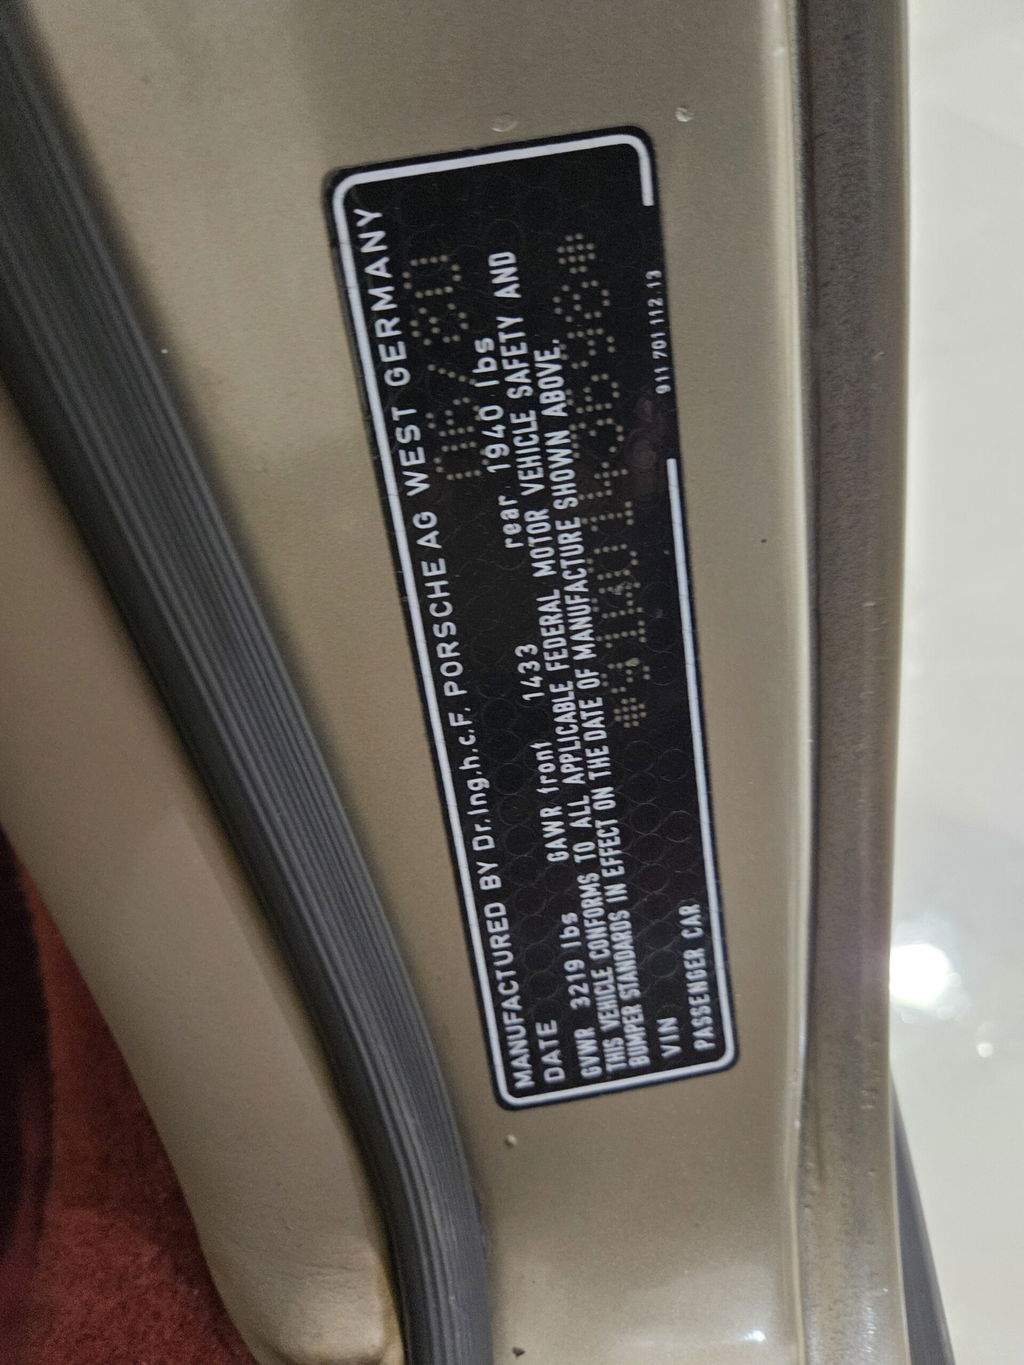 MANUFACTURED BY Dr.Ing.h.c.F. PORSCHE AG WEST GERMANY
DATE 06/80
GVWR 3219 lbs GAWR front 1433 rear 1940 lbs
THIS VEHICLE CONFORMS TO ALL APPLICABLE FEDERAL MOTOR VEHICLE SAFETY AND
BUMPER STANDARDS IN EFFECT ON THE DATE OF MANUFACTURE SHOWN ABOVE.
VIN
PASSENGER CAR
911 701 112 13